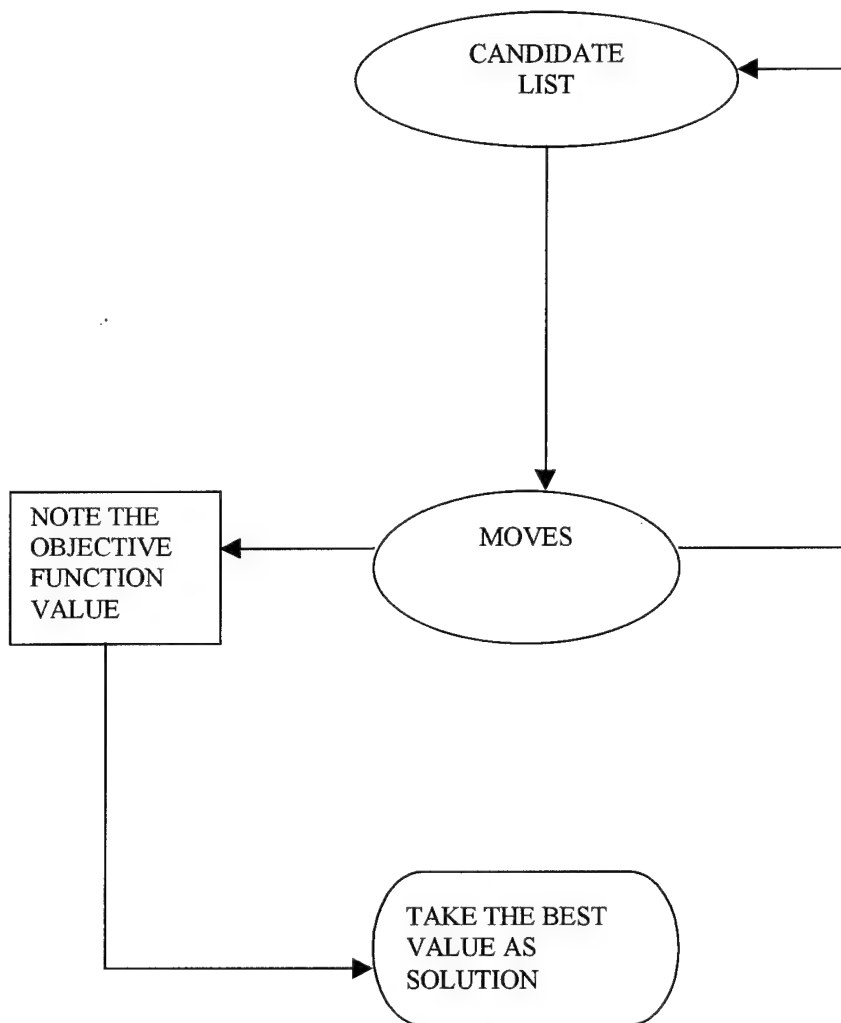 CANDIDATE
LIST
NOTE THE
OBJECTIVE
FUNCTION
VALUE
MOVES
TAKE THE BEST
VALUE AS
SOLUTION